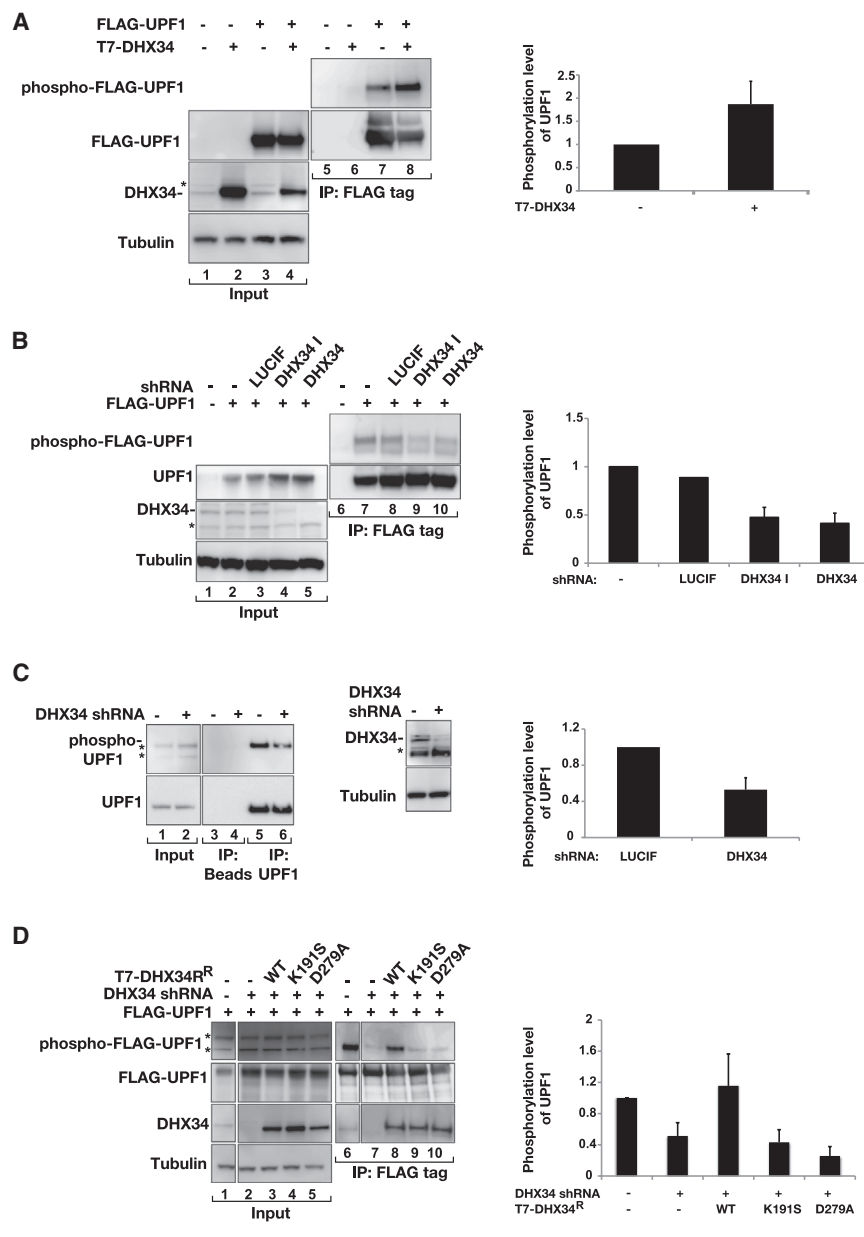 A
FLAG-UPF1 - - + + - - + +
T7-DHX34 - + - + - + - +
phospho-FLAG-UPF1
FLAG-UPF1
5 6 7 8
IP: FLAG tag
*
DHX34-
Tubulin
1 2 3 4
Input
Phosphorylation level
of UPF1
2.5
2
1.5
1
0.5
0
T7-DHX34 - +
B
shRNA - - LUCIF DHX34 I DHX34 - - LUCIF DHX34 I DHX34
FLAG-UPF1 - + + + + - + + + +
phospho-FLAG-UPF1
UPF1
DHX34-
*
6 7 8 9 10
IP: FLAG tag
Tubulin
1 2 3 4 5
Input
Phosphorylation level
of UPF1
1.5
1
0.5
0
shRNA: - LUCIF DHX34 I DHX34
C
DHX34 shRNA - + - + - +
phospho-
UPF1
*
*
UPF1
1 2 3 4 5 6
Input IP: IP:
Beads UPF1
DHX34
shRNA - +
DHX34-
*
Tubulin
Phosphorylation level
of UPF1
1.2
0.8
0.4
0
shRNA: LUCIF DHX34
D
T7-DHX34R^R - - WT K191S D279A - - WT K191S D279A
DHX34 shRNA - + + + + - + + + +
FLAG-UPF1 + + + + + + + + + +
phospho-FLAG-UPF1
*
*
FLAG-UPF1
DHX34
6 7 8 9 10
IP: FLAG tag
Tubulin
1 2 3 4 5
Input
Phosphorylation level
of UPF1
2
1.6
1.2
0.8
0.4
0
DHX34 shRNA - + + + +
T7-DHX34^R - - WT K191S D279A